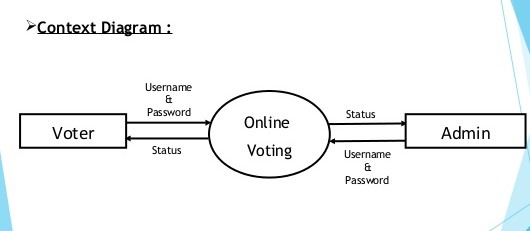 Context Diagram :
Username
&
Password
Voter
Status
Online
Voting
Status
Admin
Username
&
Password